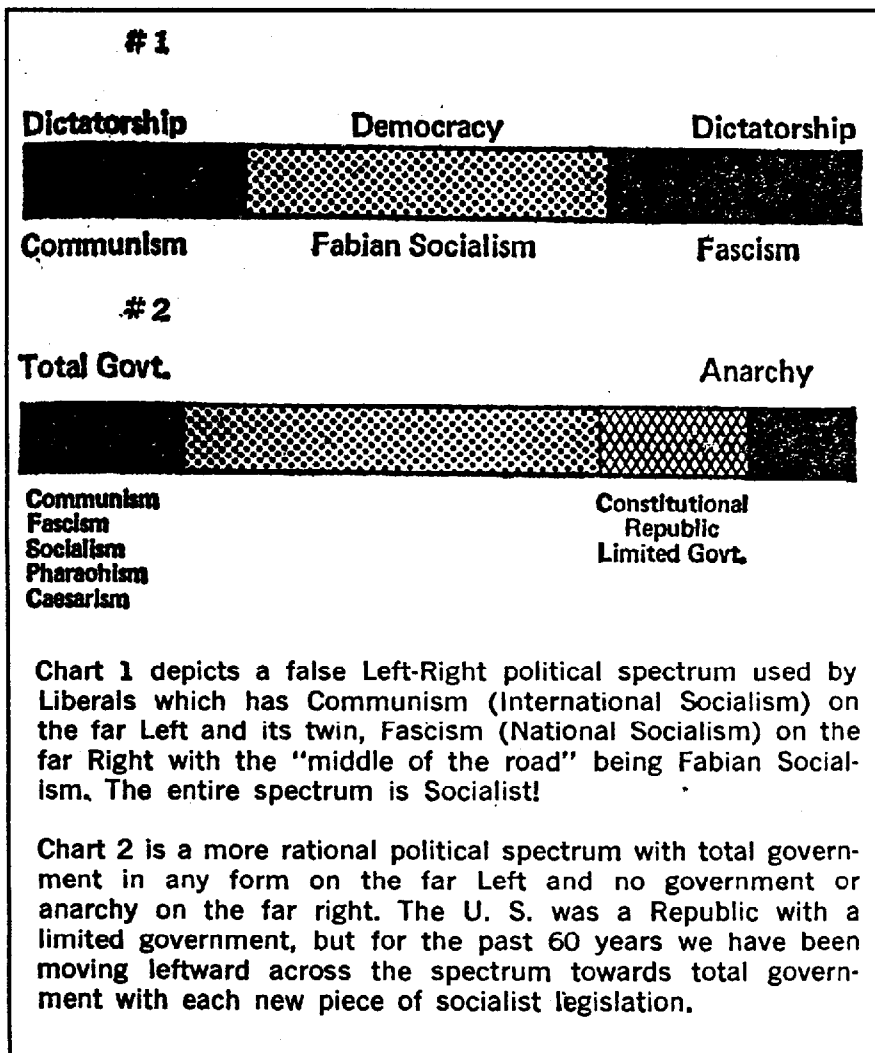 #1
Dictatorship Democracy Dictatorship
Communism Fabian Socialism Fascism
#2
Total Govt. Anarchy
Communism
Fascism
Socialism
Pharaohism
Caesarism
Constitutional
Republic
Limited Govt.
Chart 1 depicts a false Left-Right political spectrum used by
Liberals which has Communism (International Socialism) on
the far Left and its twin, Fascism (National Socialism) on the
far Right with the "middle of the road" being Fabian Social-
ism. The entire spectrum is Socialist!
Chart 2 is a more rational political spectrum with total govern-
ment in any form on the far Left and no government or
anarchy on the far right. The U. S. was a Republic with a
limited government, but for the past 60 years we have been
moving leftward across the spectrum towards total govern-
ment with each new piece of socialist legislation.